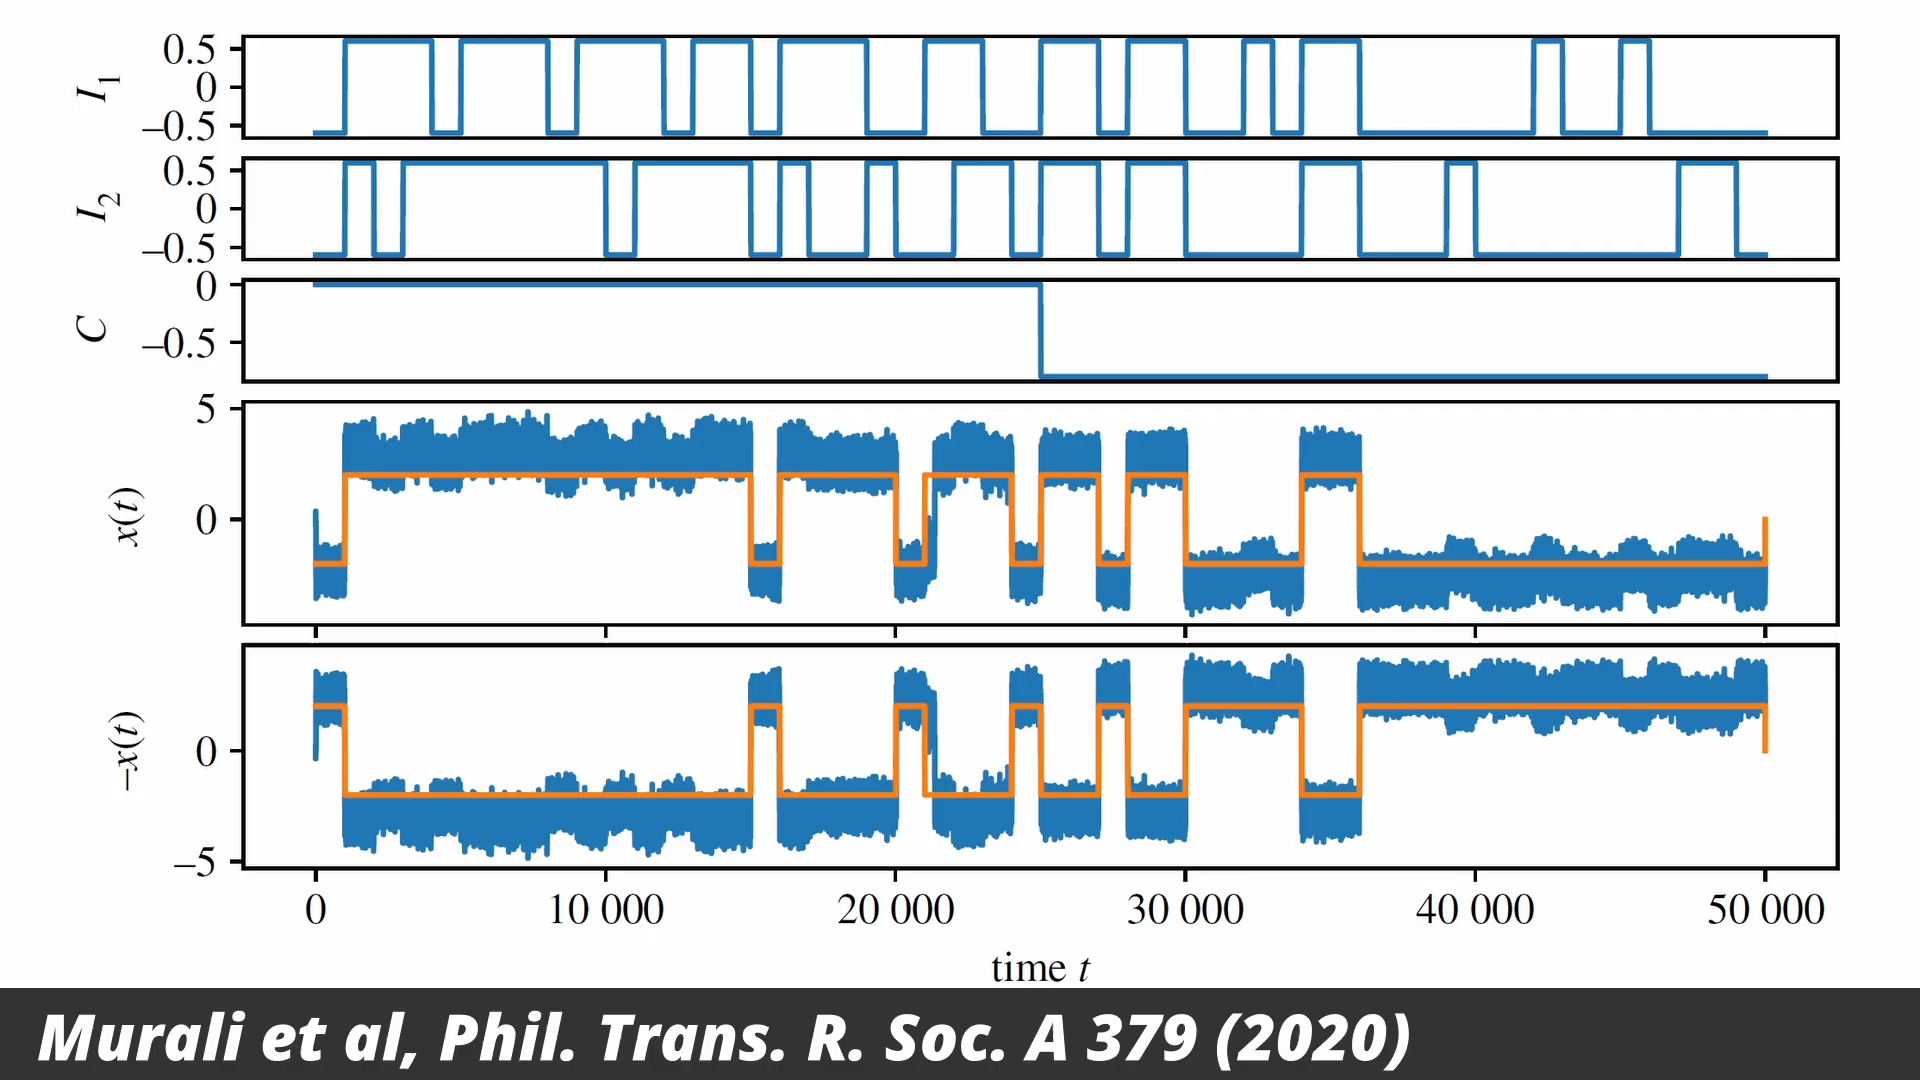 0.5
I1 0
–0.5
0.5
I2 0
–0.5
0
C –0.5
5
x(t) 0
–x(t) 0
–5
0 10 000 20 000 30 000 40 000 50 000
time t
Murali et al, Phil. Trans. R. Soc. A 379 (2020)